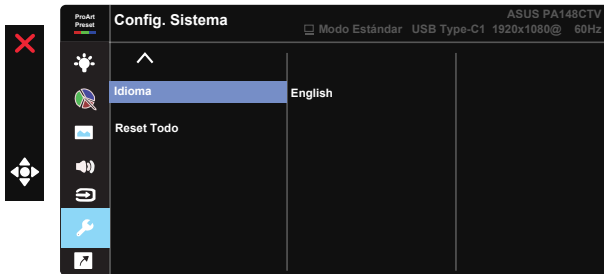 ProArt
Preset
Config. Sistema
ASUS PA148CTV
Modo Estándar USB Type-C1 1920x1080@ 60Hz
Idioma
English
Reset Todo